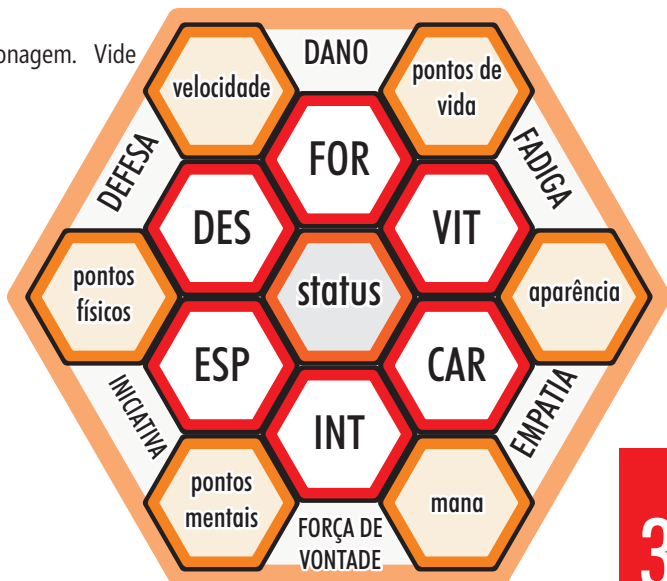 onagem. Vide
DANO
velocidade
pontos de
vida
FOR
DEFESA
FADIGA
DES
VIT
pontos
físicos
status
aparência
ESP
CAR
INICIATIVA
INT
EMPATIA
pontos
mentais
mana
FORÇA DE
VONTADE
3